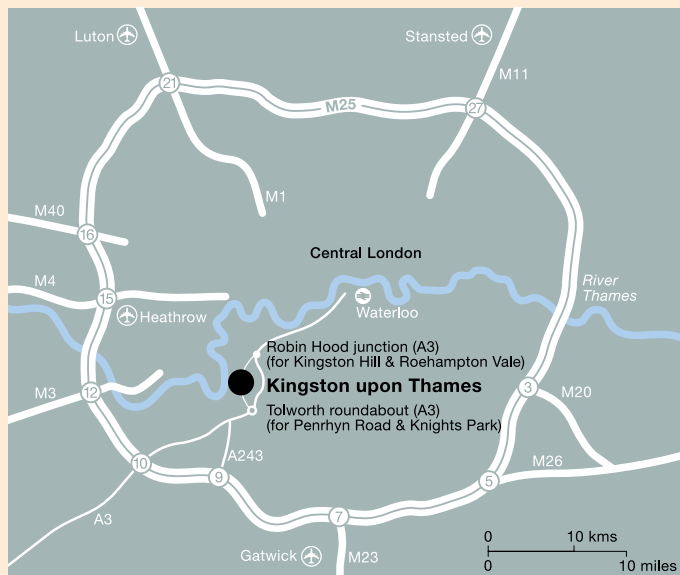 Luton
Stansted
M11
21
M25
27
M1
M40
16
Central London
M4
15
River
Thames
Heathrow
Waterloo
Robin Hood junction (A3)
(for Kingston Hill & Roehampton Vale)
Kingston upon Thames
M3
12
3
M20
Tolworth roundabout (A3)
(for Penrhyn Road & Knights Park)
A243
M26
10
9
5
A3
7
Gatwick
M23
0 10 kms
0 10 miles